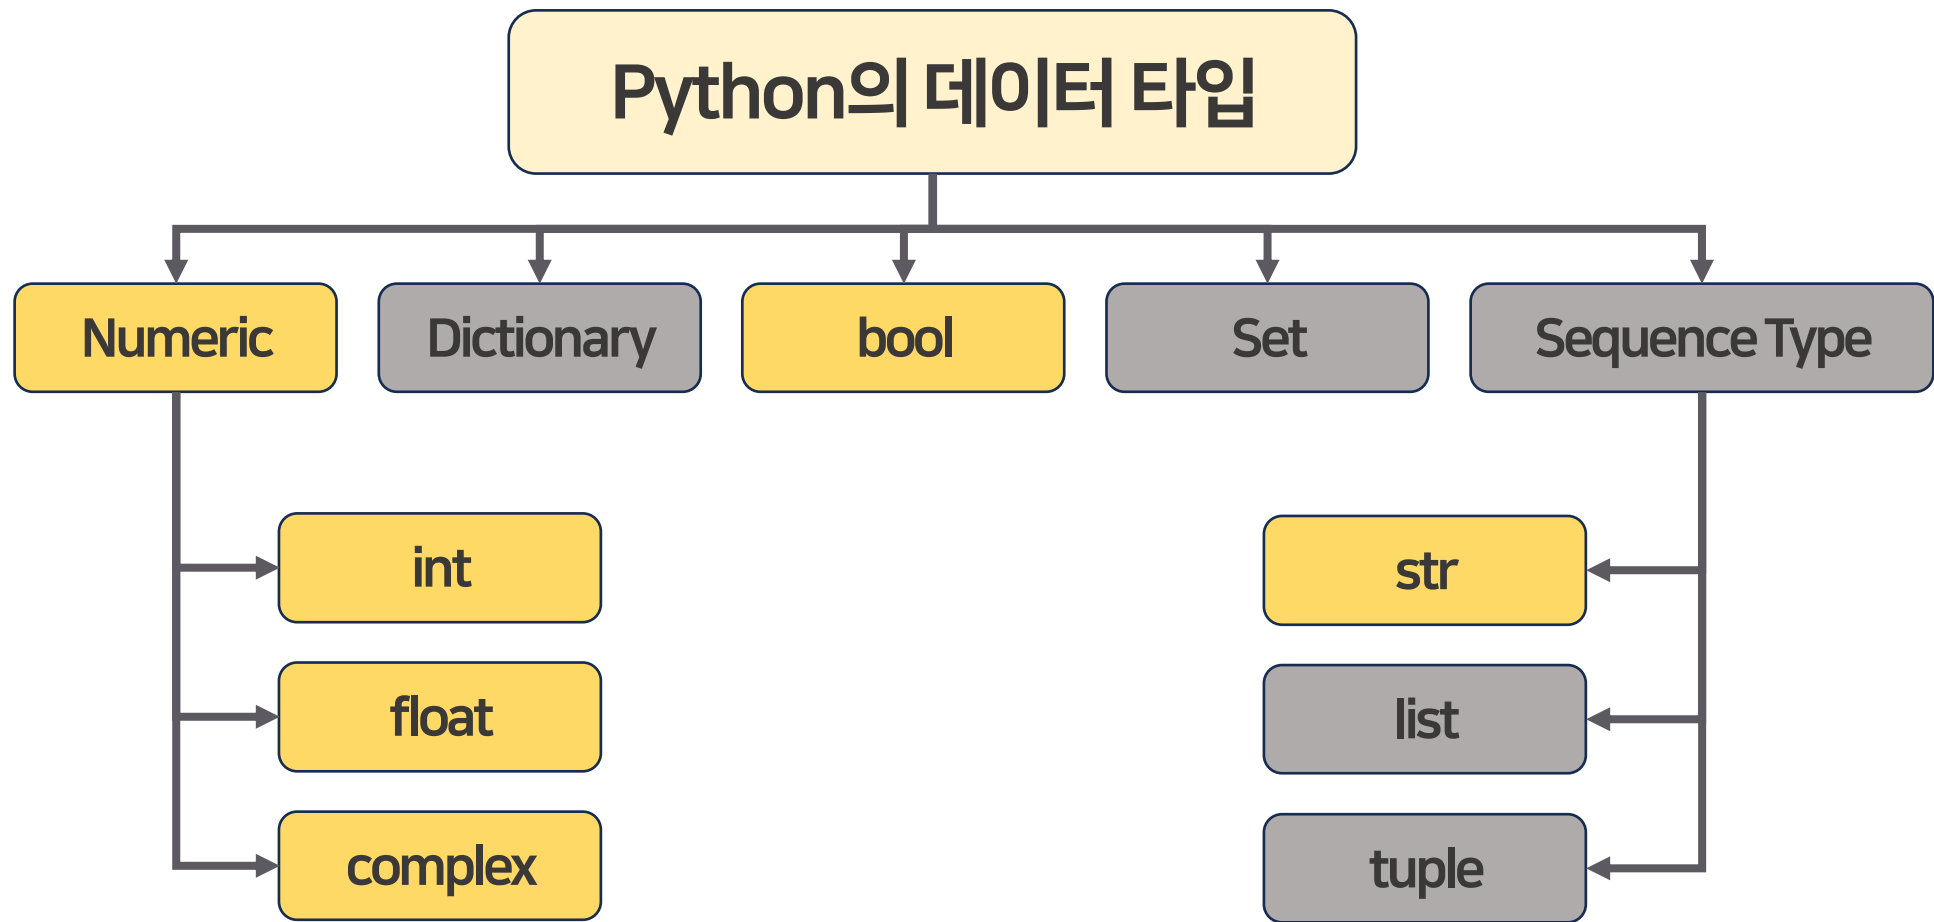 Python의 데이터 타입
Numeric
Dictionary
bool
Set
Sequence Type
int
float
complex
str
list
tuple